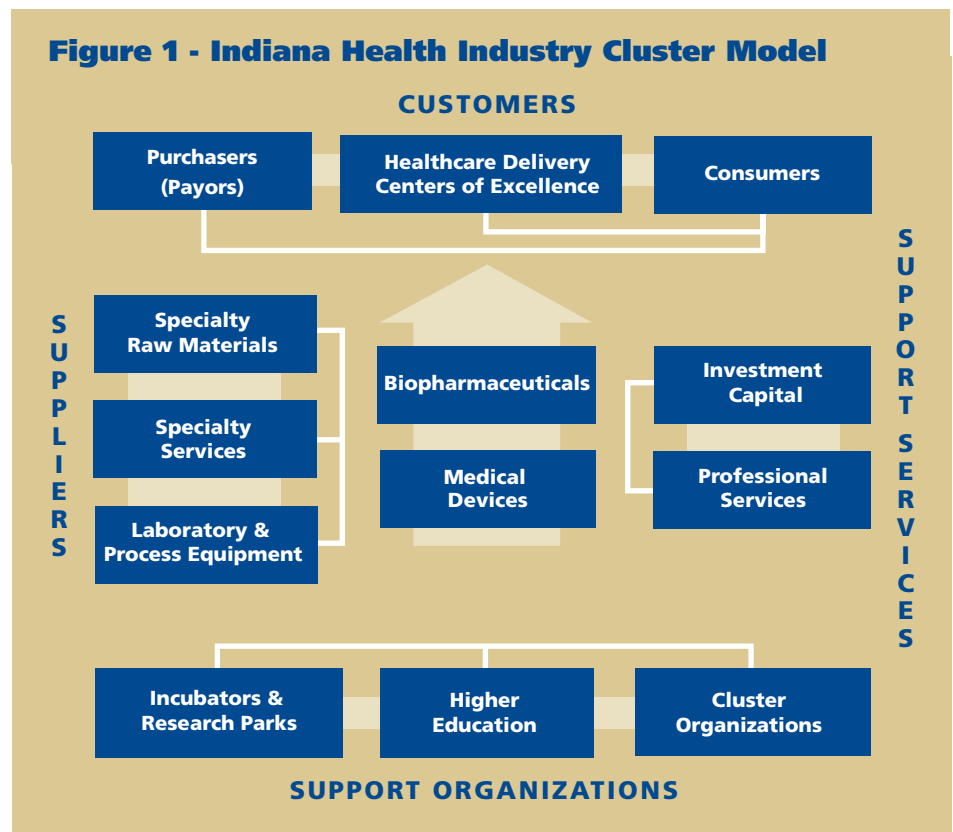 Figure 1 - Indiana Health Industry Cluster Model
CUSTOMERS
Purchasers
(Payors)
Healthcare Delivery
Centers of Excellence
Consumers
SUPPLIERS
Specialty
Raw Materials
Specialty
Services
Laboratory &
Process Equipment
Biopharmaceuticals
Medical
Devices
Investment
Capital
Professional
Services
SUPPORT SERVICES
Incubators &
Research Parks
Higher
Education
Cluster
Organizations
SUPPORT ORGANIZATIONS